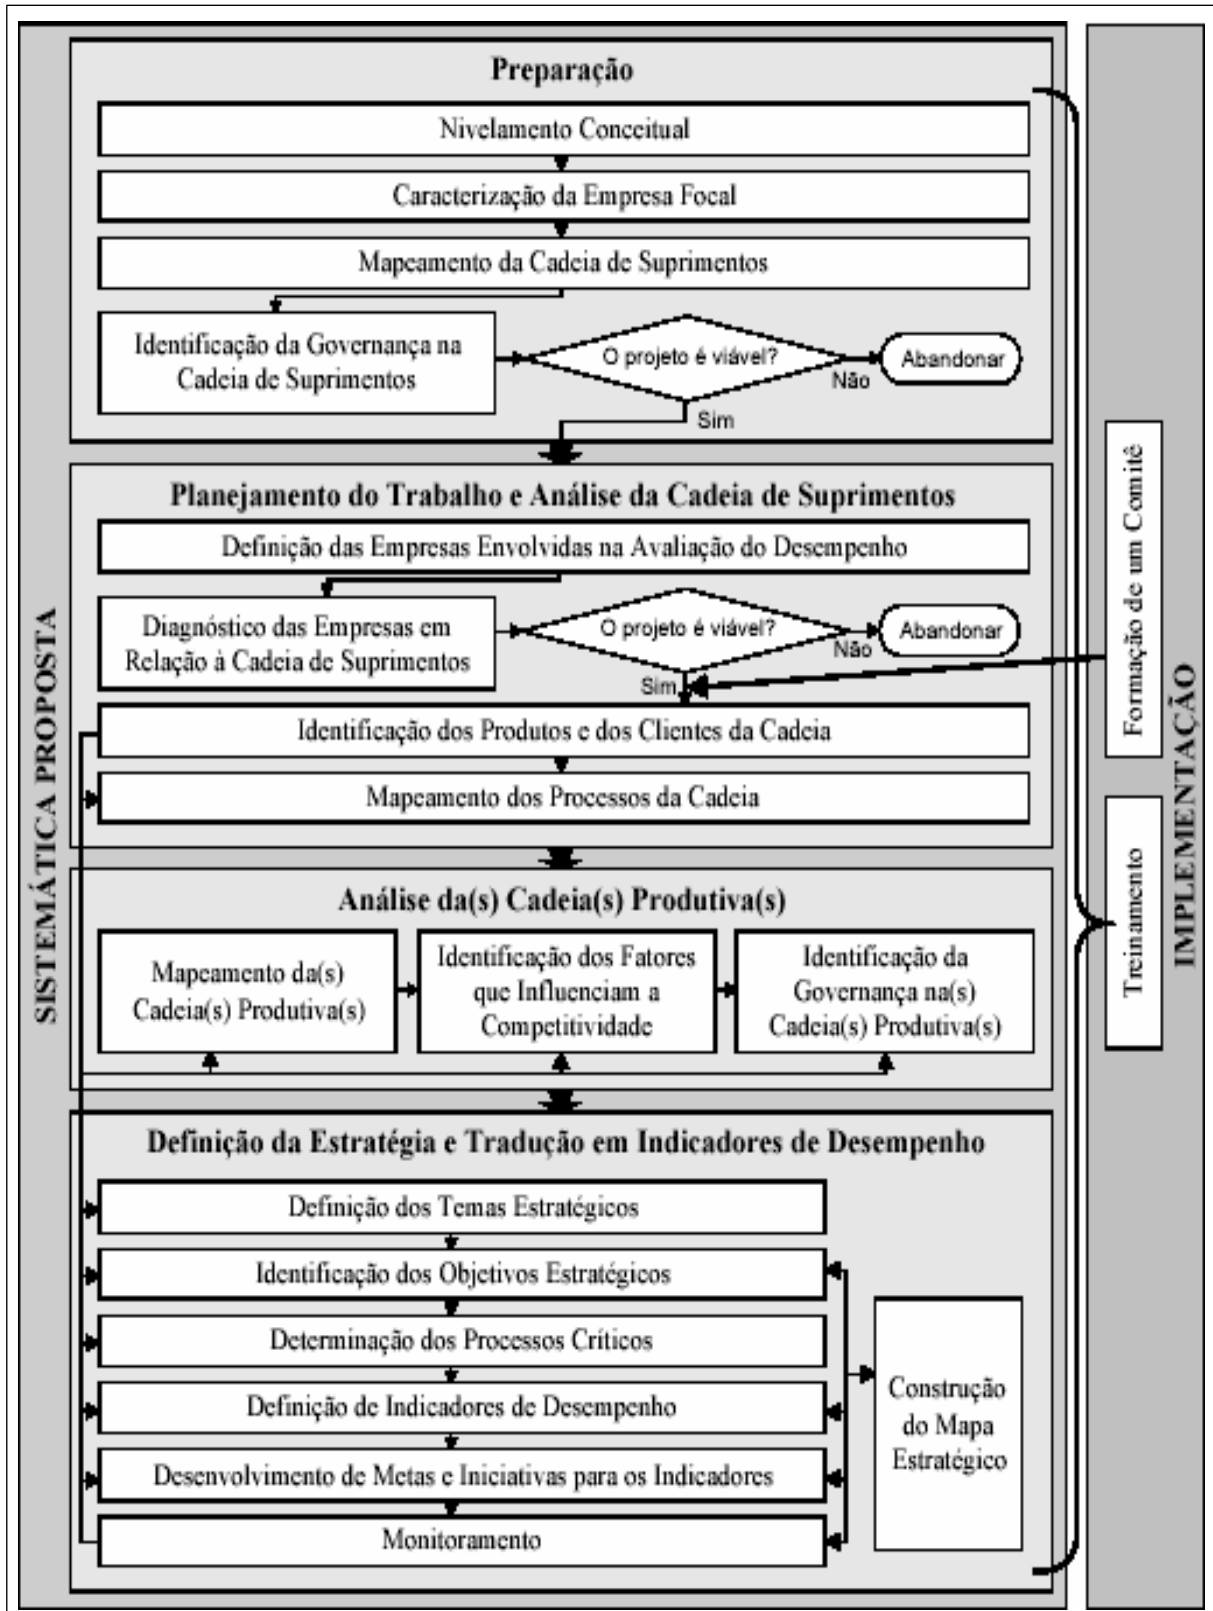 SISTEMÁTICA PROPOSTA
Preparação
Nivelamento Conceitual
Caracterização da Empresa Focal
Mapeamento da Cadeia de Suprimentos
Identificação da Governança na
Cadeia de Suprimentos
O projeto é viável?
Não
Abandonar
Sim
Planejamento do Trabalho e Análise da Cadeia de Suprimentos
Definição das Empresas Envolvidas na Avaliação do Desempenho
Diagnóstico das Empresas em
Relação à Cadeia de Suprimentos
O projeto é viável?
Não
Abandonar
Sim
Identificação dos Produtos e dos Clientes da Cadeia
Mapeamento dos Processos da Cadeia
Análise da(s) Cadeia(s) Produtiva(s)
Mapeamento da(s)
Cadeia(s) Produtiva(s)
Identificação dos Fatores
que Influenciam a
Competitividade
Identificação da
Governança na(s)
Cadeia(s) Produtiva(s)
Definição da Estratégia e Tradução em Indicadores de Desempenho
Definição dos Temas Estratégicos
Identificação dos Objetivos Estratégicos
Determinação dos Processos Críticos
Definição de Indicadores de Desempenho
Desenvolvimento de Metas e Iniciativas para os Indicadores
Monitoramento
Construção
do Mapa
Estratégico
Formação de um Comitê
Treinamento
IMPLEMENTAÇÃO